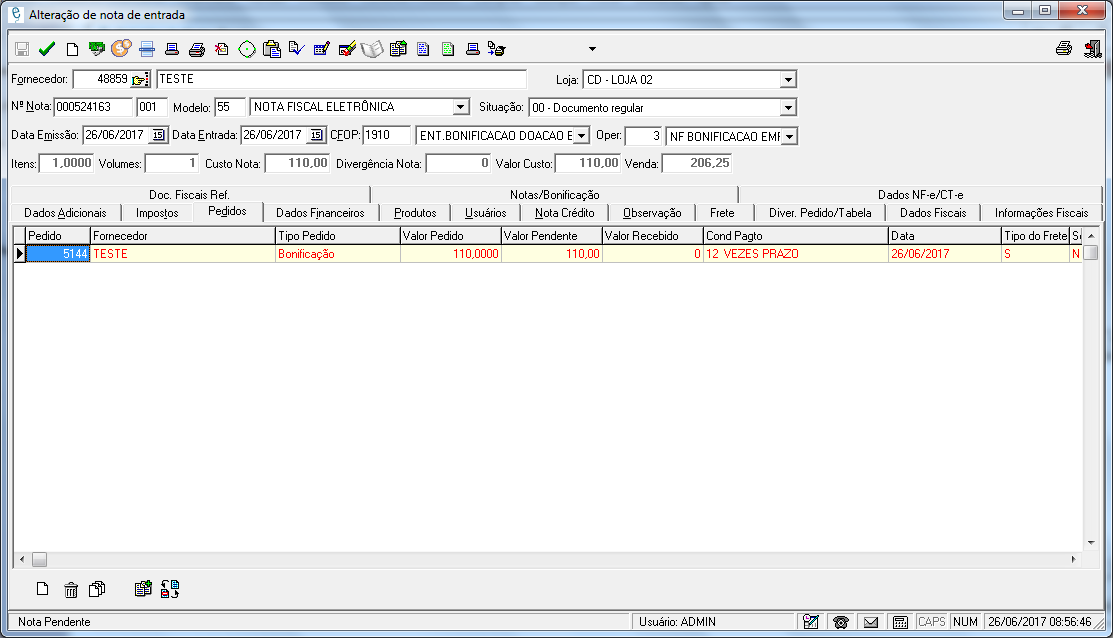 Alteração de nota de entrada
Fornecedor: 48859 TESTE Loja: CD - LOJA 02
Nº Nota: 000524163 001 Modelo: 55 NOTA FISCAL ELETRÔNICA Situação: 00 - Documento regular
Data Emissão: 26/06/2017 15 Data Entrada: 26/06/2017 15 CFOP: 1910 ENT.BONIFICACAO DOACAO E Oper: 3 NF BONIFICACAO EMF
Itens: 1,0000 Volumes: 1 Custo Nota: 110,00 Divergência Nota: 0 Valor Custo: 110,00 Venda: 206,25
Doc. Fiscais Ref. Notas/Bonificação Dados NF-e/CT-e
Dados Adicionais Impostos Pedidos Dados Financeiros Produtos Usuários Nota Crédito Observação Frete Diver. Pedido/Tabela Dados Fiscais Informações Fiscais
Pedido Fornecedor Tipo Pedido Valor Pedido Valor Pendente Valor Recebido Cond Pagto Data Tipo do Frete
5144 TESTE Bonificação 110,0000 110,00 0 12 VEZES PRAZO 26/06/2017 S N
Nota Pendente Usuário: ADMIN CAPS NUM 26/06/2017 08:56:46